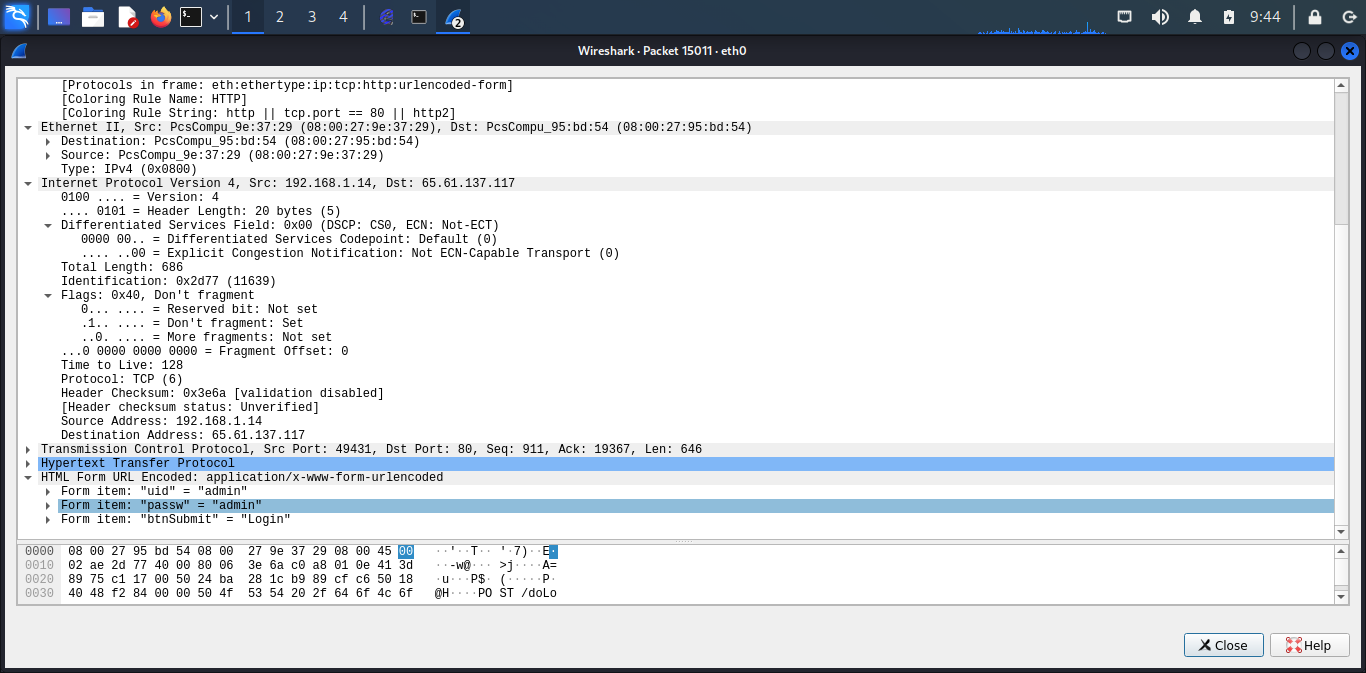 1 2 3 4 2 9:44
Wireshark · Packet 15011 · eth0
[Protocols in frame: eth:ethertype:ip:tcp:http:urlencoded-form]
[Coloring Rule Name: HTTP]
[Coloring Rule String: http || tcp.port == 80 || http2]
Ethernet II, Src: PcsCompu_9e:37:29 (08:00:27:9e:37:29), Dst: PcsCompu_95:bd:54 (08:00:27:95:bd:54)
Destination: PcsCompu_95:bd:54 (08:00:27:95:bd:54)
Source: PcsCompu_9e:37:29 (08:00:27:9e:37:29)
Type: IPv4 (0x0800)
Internet Protocol Version 4, Src: 192.168.1.14, Dst: 65.61.137.117
0100 .... = Version: 4
.... 0101 = Header Length: 20 bytes (5)
Differentiated Services Field: 0x00 (DSCP: CS0, ECN: Not-ECT)
0000 00.. = Differentiated Services Codepoint: Default (0)
.... ..00 = Explicit Congestion Notification: Not ECN-Capable Transport (0)
Total Length: 686
Identification: 0x2d77 (11639)
Flags: 0x40, Don't fragment
0... .... = Reserved bit: Not set
.1.. .... = Don't fragment: Set
..0. .... = More fragments: Not set
...0 0000 0000 0000 = Fragment Offset: 0
Time to Live: 128
Protocol: TCP (6)
Header Checksum: 0x3e6a [validation disabled]
[Header checksum status: Unverified]
Source Address: 192.168.1.14
Destination Address: 65.61.137.117
Transmission Control Protocol, Src Port: 49431, Dst Port: 80, Seq: 911, Ack: 19367, Len: 646
Hypertext Transfer Protocol
HTML Form URL Encoded: application/x-www-form-urlencoded
Form item: "uid" = "admin"
Form item: "passw" = "admin"
Form item: "btnSubmit" = "Login"
0000 08 00 27 95 bd 54 08 00 27 9e 37 29 08 00 45 00 ··'··T·· '·7)··E·
0010 02 ae 2d 77 40 00 80 06 3e 6a c0 a8 01 0e 41 3d ··-w@··· >j····A=
0020 89 75 c1 17 00 50 24 ba 28 1c b9 89 cf c6 50 18 ·u···P$· (·····P·
0030 40 48 f2 84 00 00 50 4f 53 54 20 2f 64 6f 4c 6f @H····PO ST /doLo
Close Help